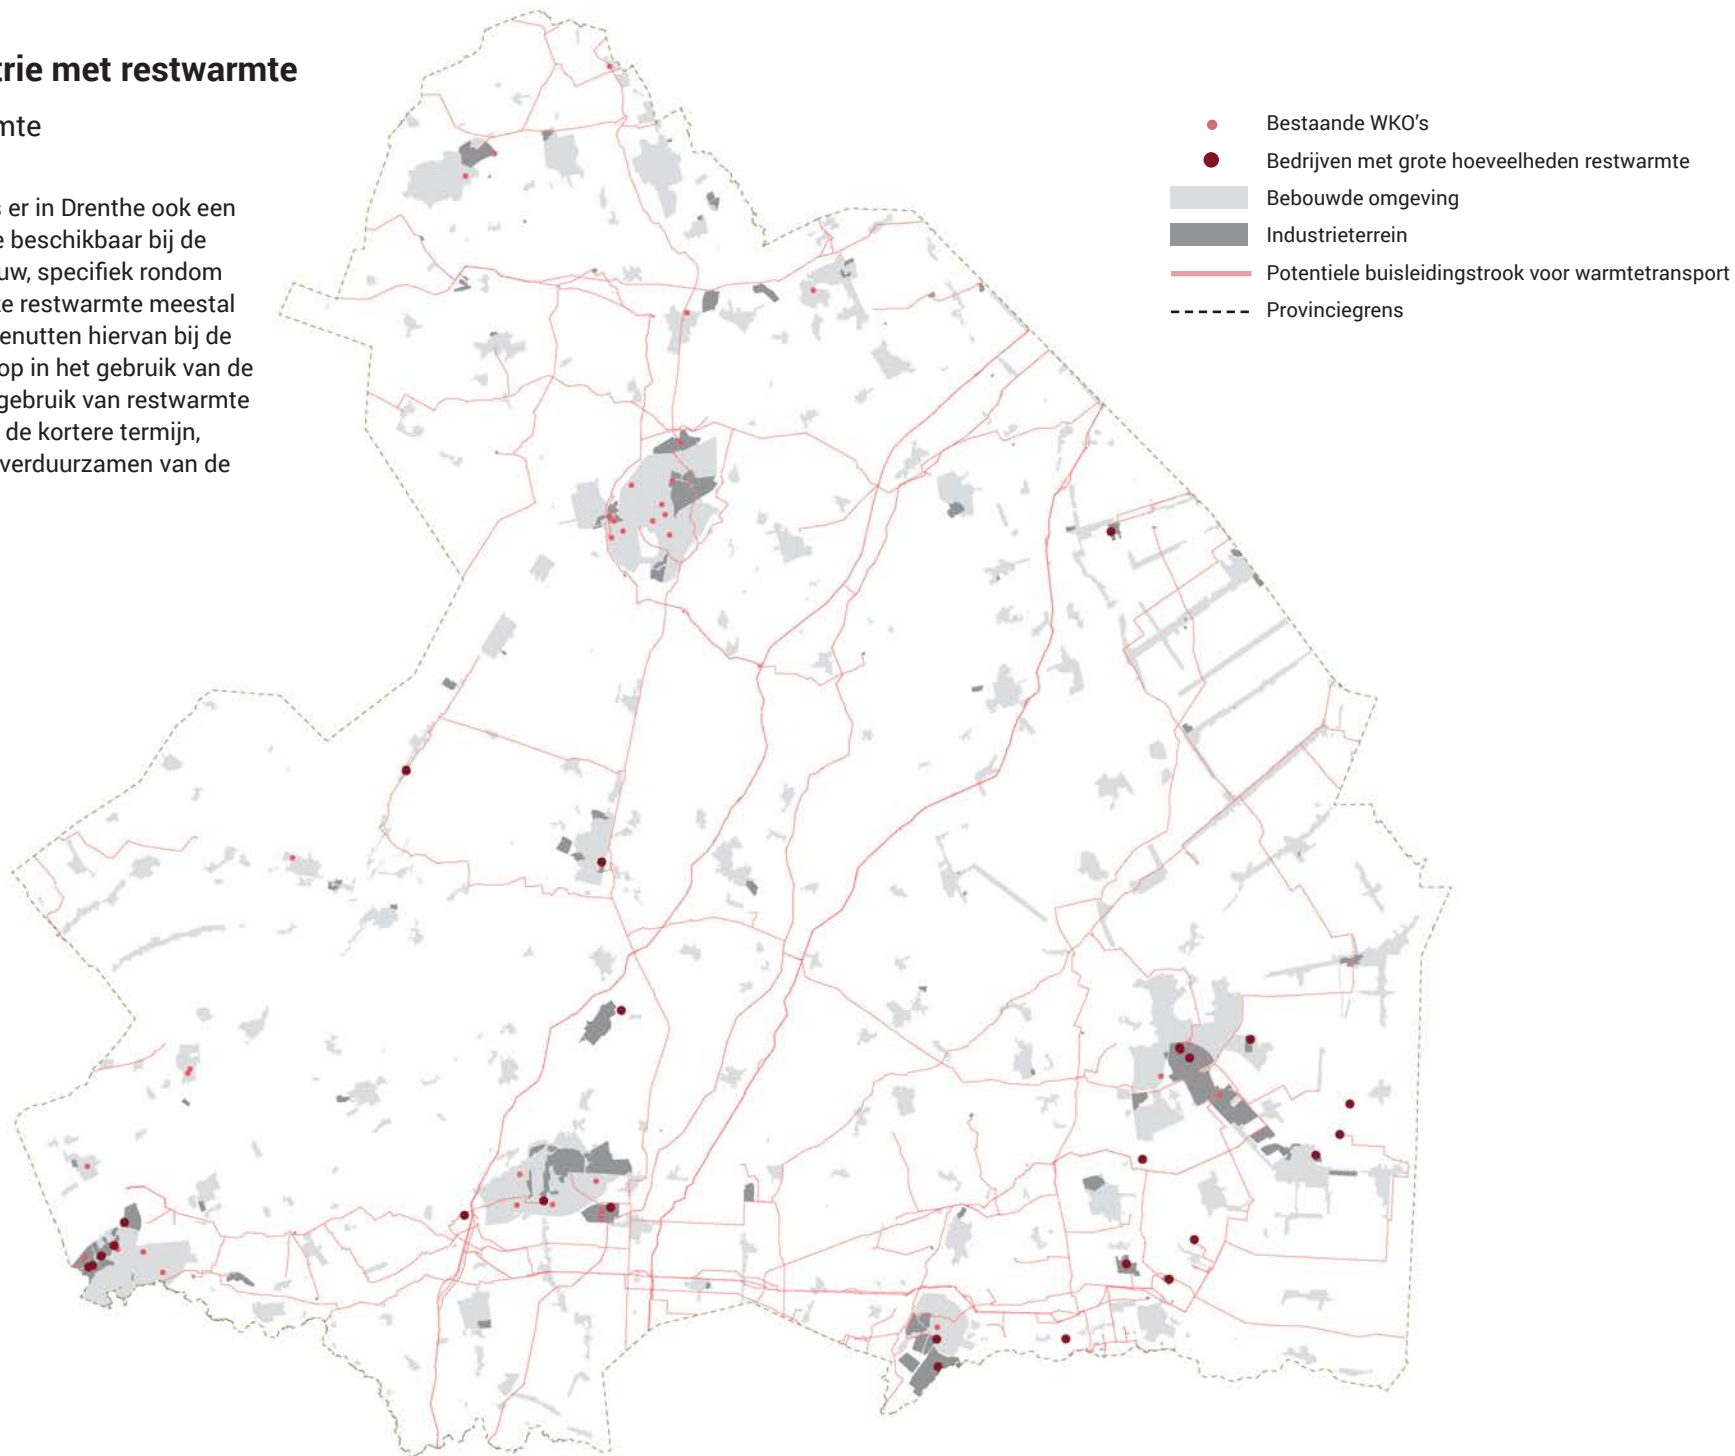 trie met restwarmte
mte
s er in Drenthe ook een
e beschikbaar bij de
uw, specifiek rondom
te restwarmte meestal
enutten hiervan bij de
op in het gebruik van de
gebruik van restwarmte
de kortere termijn,
verduurzamen van de
Bestaande WKO's
Bedrijven met grote hoeveelheden restwarmte
Bebouwde omgeving
Industrieterrein
Potentiele buisleidingstrook voor warmtetransport
Provinciegrens